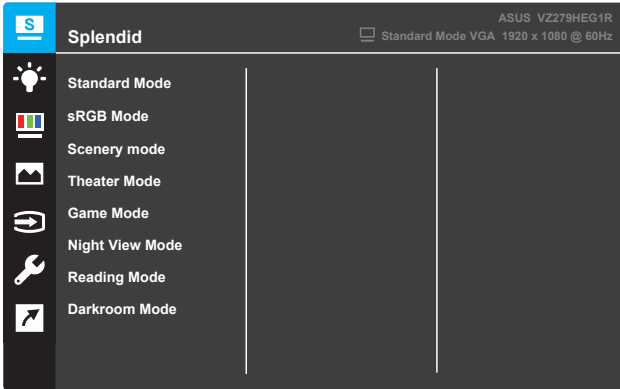 S
ASUS VZ279HEG1R
Splendid
Standard Mode VGA 1920 x 1080 @ 60Hz
Standard Mode
sRGB Mode
Scenery mode
Theater Mode
Game Mode
Night View Mode
Reading Mode
Darkroom Mode